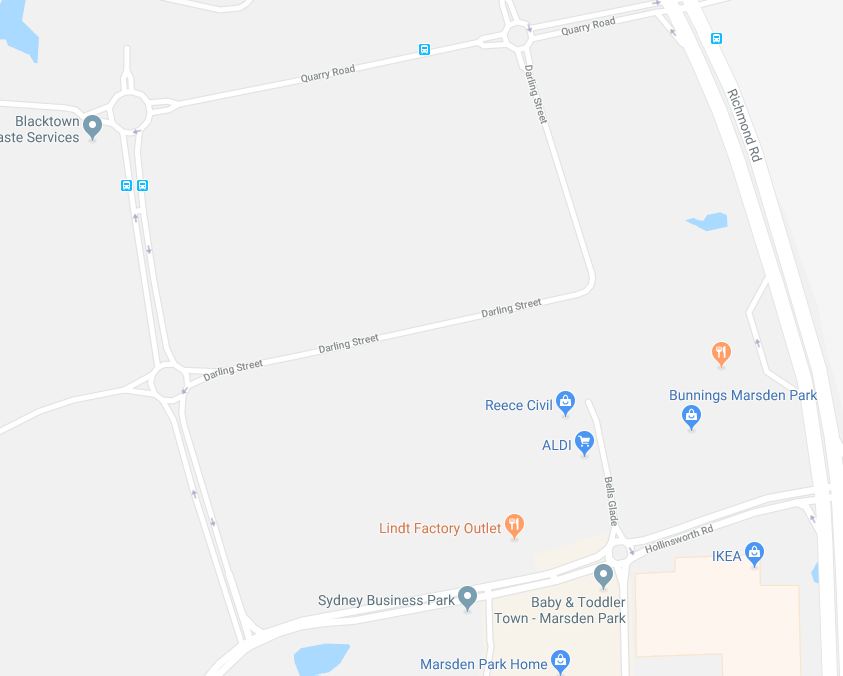 Quarry Road
Quarry Road
Darling Street
Richmond Rd
Blacktown
aste Services
Darling Street
Darling Street
Darling Street
Bunnings Marsden Park
Reece Civil
ALDI
Bells Glade
Lindt Factory Outlet
Hollinsworth Rd
IKEA
Sydney Business Park
Baby & Toddler
Town - Marsden Park
Marsden Park Home